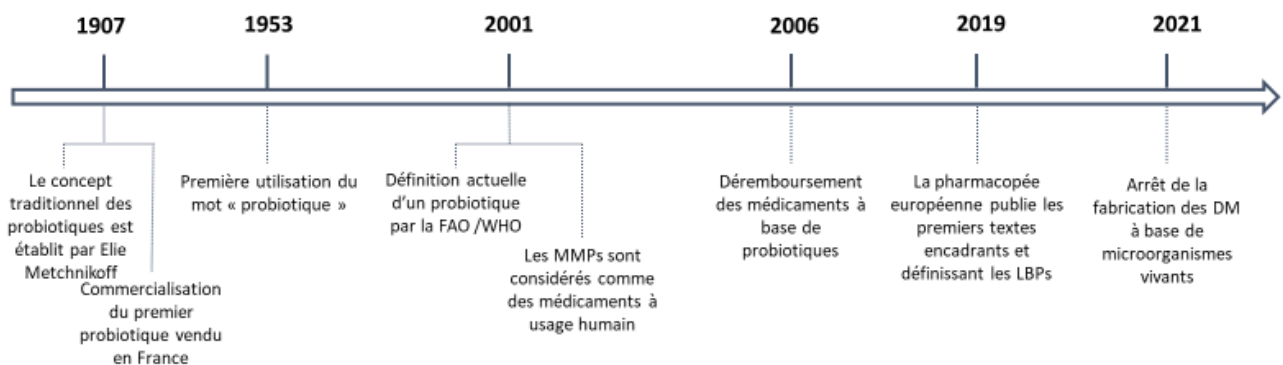 1907
1953
2001
2006
2019
2021
Le concept
traditionnel des
probiotiques est
établit par Elie
Metchnikoff
Commercialisation
du premier
probiotique vendu
en France
Première utilisation du
mot « probiotique »
Définition actuelle
d'un probiotique
par la FAO /WHO
Les MMPs sont
considérés comme
des médicaments à
usage humain
Déremboursement
des médicaments à
base de
probiotiques
La pharmacopée
européenne publie les
premiers textes
encadrants et
définissant les LBPs
Arrêt de la
fabrication des DM
à base de
microorganismes
vivants